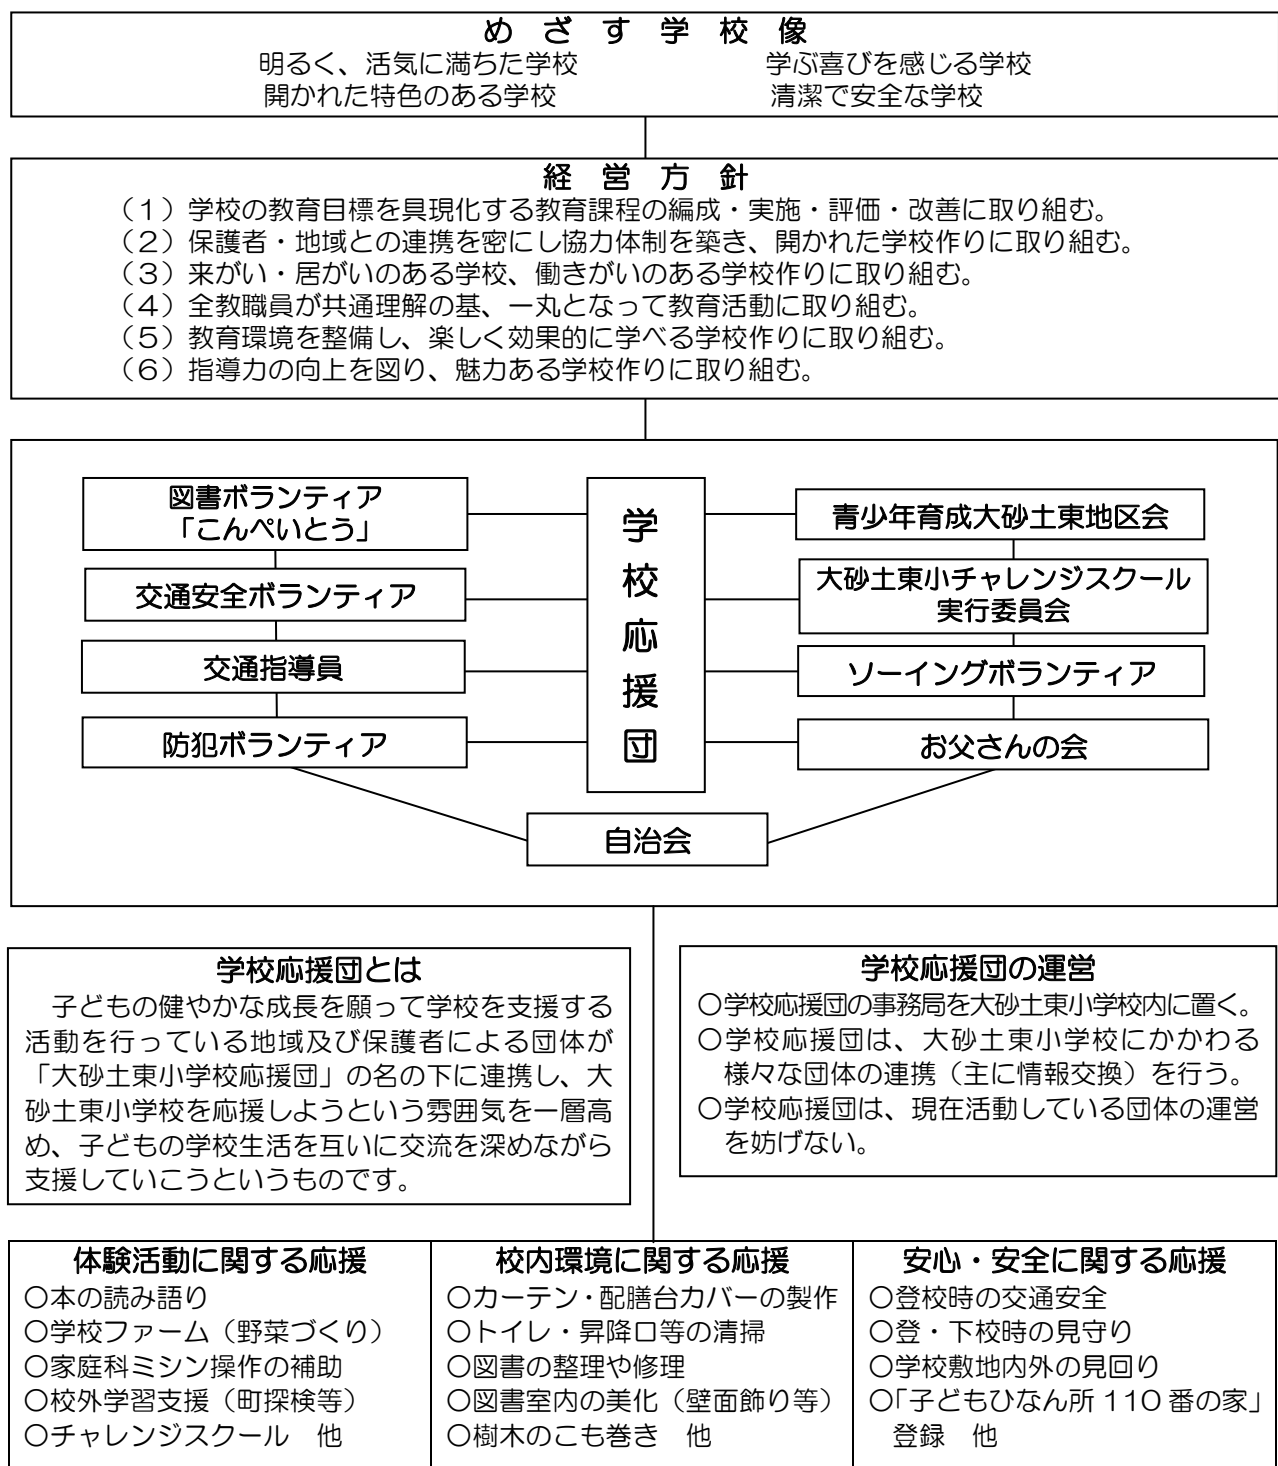 めざす学校像
明るく、活気に満ちた学校　学ぶ喜びを感じる学校
開かれた特色のある学校　清潔で安全な学校
経営方針
（１）学校の教育目標を具現化する教育課程の編成・実施・評価・改善に取り組む。
（２）保護者・地域との連携を密にし協力体制を築き、開かれた学校作りに取り組む。
（３）来がい・居がいのある学校、働きがいのある学校作りに取り組む。
（４）全教職員が共通理解の基、一丸となって教育活動に取り組む。
（５）教育環境を整備し、楽しく効果的に学べる学校作りに取り組む。
（６）指導力の向上を図り、魅力ある学校作りに取り組む。
図書ボランティア
「こんぺいとう」
交通安全ボランティア
交通指導員
防犯ボランティア
学校応援団
青少年育成大砂土東地区会
大砂土東小チャレンジスクール
実行委員会
ソーイングボランティア
お父さんの会
自治会
学校応援団とは
子どもの健やかな成長を願って学校を支援する
活動を行っている地域及び保護者による団体が
「大砂土東小学校応援団」の名の下に連携し、大
砂土東小学校を応援しようという雰囲気を一層高
め、子どもの学校生活を互いに交流を深めながら
支援していこうというものです。
学校応援団の運営
○学校応援団の事務局を大砂土東小学校内に置く。
○学校応援団は、大砂土東小学校にかかわる
様々な団体の連携（主に情報交換）を行う。
○学校応援団は、現在活動している団体の運営
を妨げない。
体験活動に関する応援
○本の読み語り
○学校ファーム（野菜づくり）
○家庭科ミシン操作の補助
○校外学習支援（町探検等）
○チャレンジスクール　他
校内環境に関する応援
○カーテン・配膳台カバーの製作
○トイレ・昇降口等の清掃
○図書の整理や修理
○図書室内の美化（壁面飾り等）
○樹木のこも巻き　他
安心・安全に関する応援
○登校時の交通安全
○登・下校時の見守り
○学校敷地内外の見回り
○「子どもひなん所 110 番の家」
登録　他